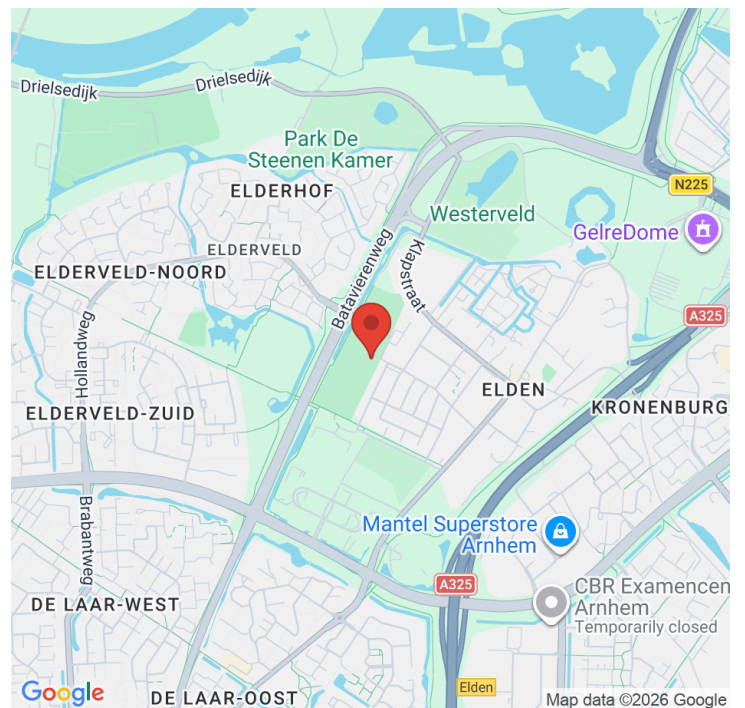 Drielsedijk
Drielsedijk
Park De
Steenen Kamer
ELDERHOF
N225
Westerveld
GelreDome
ELDERVELD
ELDERVELD-NOORD
Batavierenweg
Klapstraat
A325
Hollandweg
ELDEN
ELDERVELD-ZUID
KRONENBURG
Brabantweg
Mantel Superstore
Arnhem
A325
CBR Examencen
Arnhem
Temporarily closed
DE LAAR-WEST
Elden
DE LAAR-OOST
Google
Map data ©2026 Google